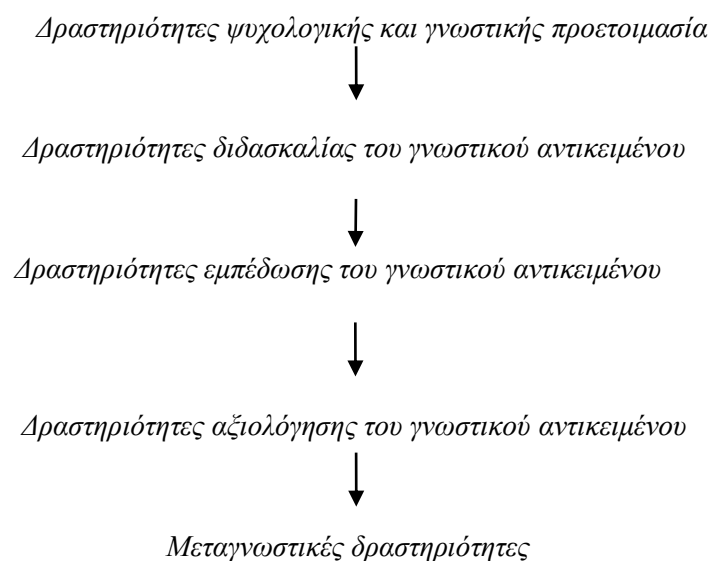 Δραστηριότητες ψυχολογικής και γνωστικής προετοιμασία
Δραστηριότητες διδασκαλίας του γνωστικού αντικειμένου
Δραστηριότητες εμπέδωσης του γνωστικού αντικειμένου
Δραστηριότητες αξιολόγησης του γνωστικού αντικειμένου
Μεταγνωστικές δραστηριότητες